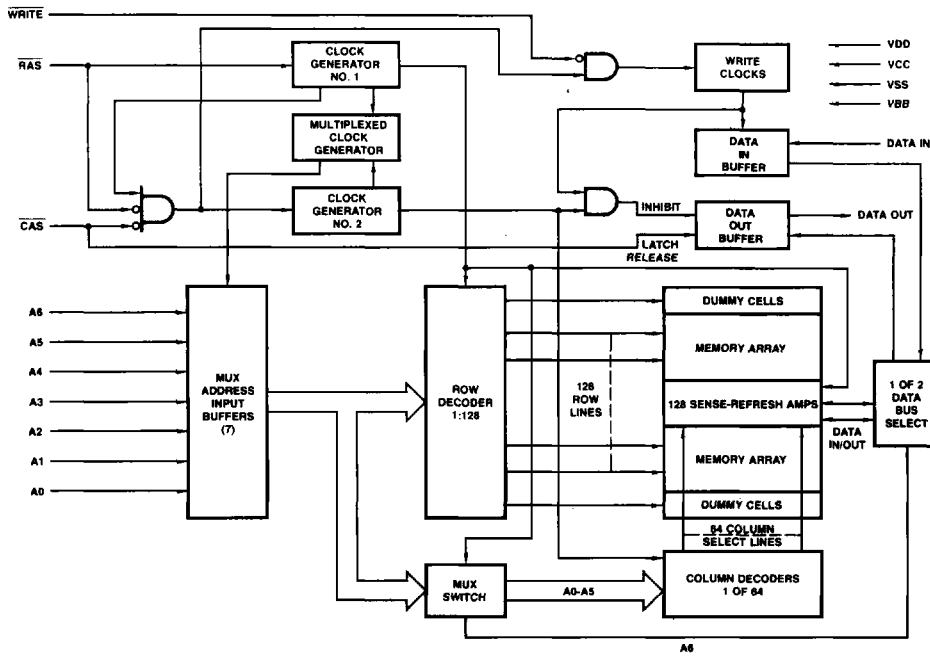 WRITE
RAS
CLOCK
GENERATOR
NO. 1
WRITE
CLOCKS
VDD
VCC
VSS
VBB
MULTIPLEXED
CLOCK
GENERATOR
DATA
IN
BUFFER
DATA IN
CAS
CLOCK
GENERATOR
NO. 2
INHIBIT
DATA
OUT
BUFFER
DATA OUT
LATCH
RELEASE
A6
A5
A4
A3
A2
A1
A0
MUX
ADDRESS
INPUT
BUFFERS
(7)
ROW
DECODER
1:128
128
ROW
LINES
DUMMY CELLS
MEMORY ARRAY
128 SENSE-REFRESH AMPS
MEMORY ARRAY
DUMMY CELLS
DATA
IN/OUT
1 OF 2
DATA
BUS
SELECT
64 COLUMN
SELECT LINES
MUX
SWITCH
A0-A5
COLUMN DECODERS
1 OF 64
A6